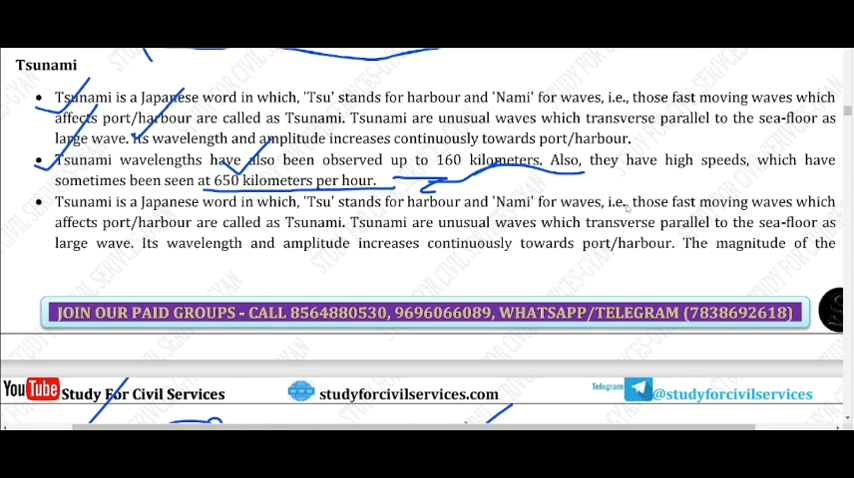 Tsunami
• Tsunami is a Japanese word in which, 'Tsu' stands for harbour and 'Nami' for waves, i.e., those fast moving waves which
affects port/harbour are called as Tsunami. Tsunami are unusual waves which transverse parallel to the sea-floor as
large wave. Its wavelength and amplitude increases continuously towards port/harbour.
• Tsunami wavelengths have also been observed up to 160 kilometers. Also, they have high speeds, which have
sometimes been seen at 650 kilometers per hour.
• Tsunami is a Japanese word in which, 'Tsu' stands for harbour and 'Nami' for waves, i.e. those fast moving waves which
affects port/harbour are called as Tsunami. Tsunami are unusual waves which transverse parallel to the sea-floor as
large wave. Its wavelength and amplitude increases continuously towards port/harbour. The magnitude of the
JOIN OUR PAID GROUPS - CALL 8564880530, 9696066089, WHATSAPP/TELEGRAM (7838692618)
YouTube Study For Civil Services www studyforcivilservices.com Telegram @studyforcivilservices